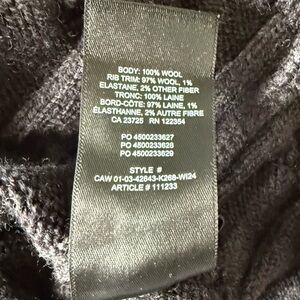 BODY: 100% WOOL
RIB TRIM: 97% WOOL, 1%
ELASTANE, 2% OTHER FIBER
TRONC: 100% LAINE
BORD-CÔTE: 97% LAINE, 1%
ÉLASTHANNE, 2% AUTRE FIBRE
CA 23725 RN 122354
PO 4500233627
PO 4500233628
PO 4500233629
STYLE #
CAW 01-03-42643-K268-WI24
ARTICLE # 111233